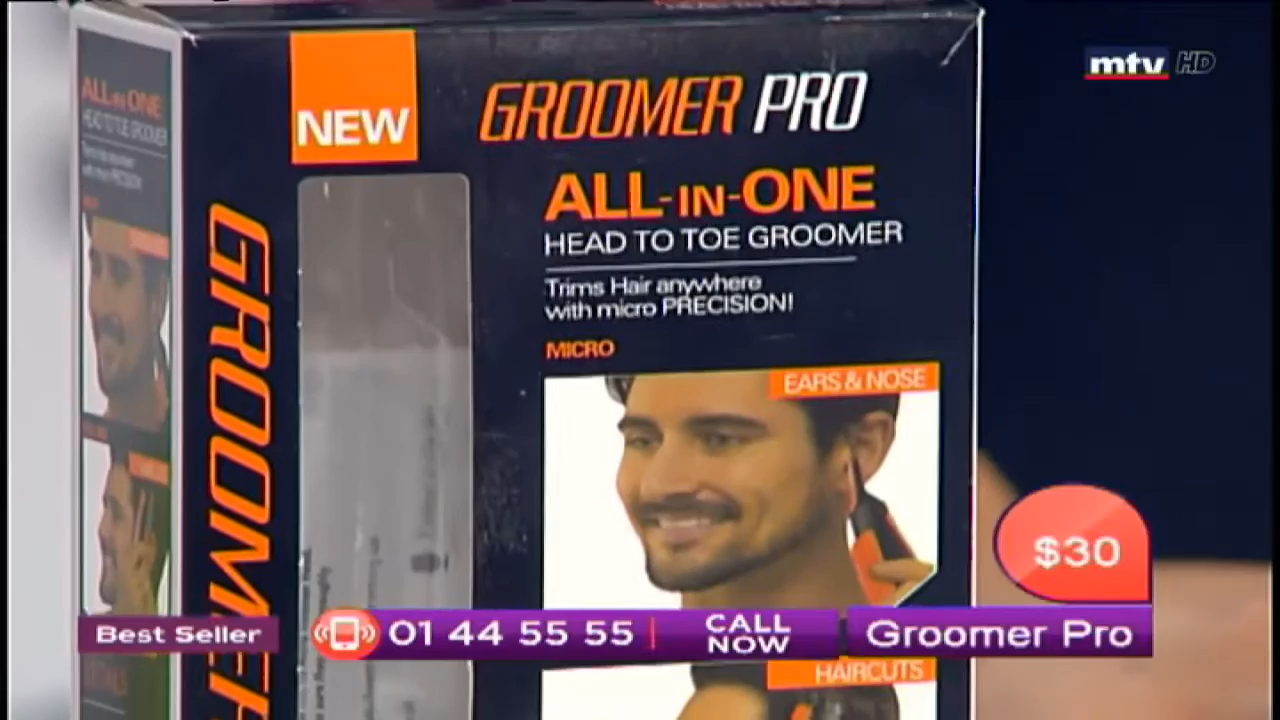 mtv HD
NEW
GROOMER PRO
ALL-IN-ONE
HEAD TO TOE GROOMER
Trims Hair anywhere
with micro PRECISION!
MICRO
EARS & NOSE
HAIRCUTS
GROOMER
ALL-IN-ONE
HEAD TO TOE GROOMER
$30
Best Seller
01 44 55 55
CALL
NOW
Groomer Pro